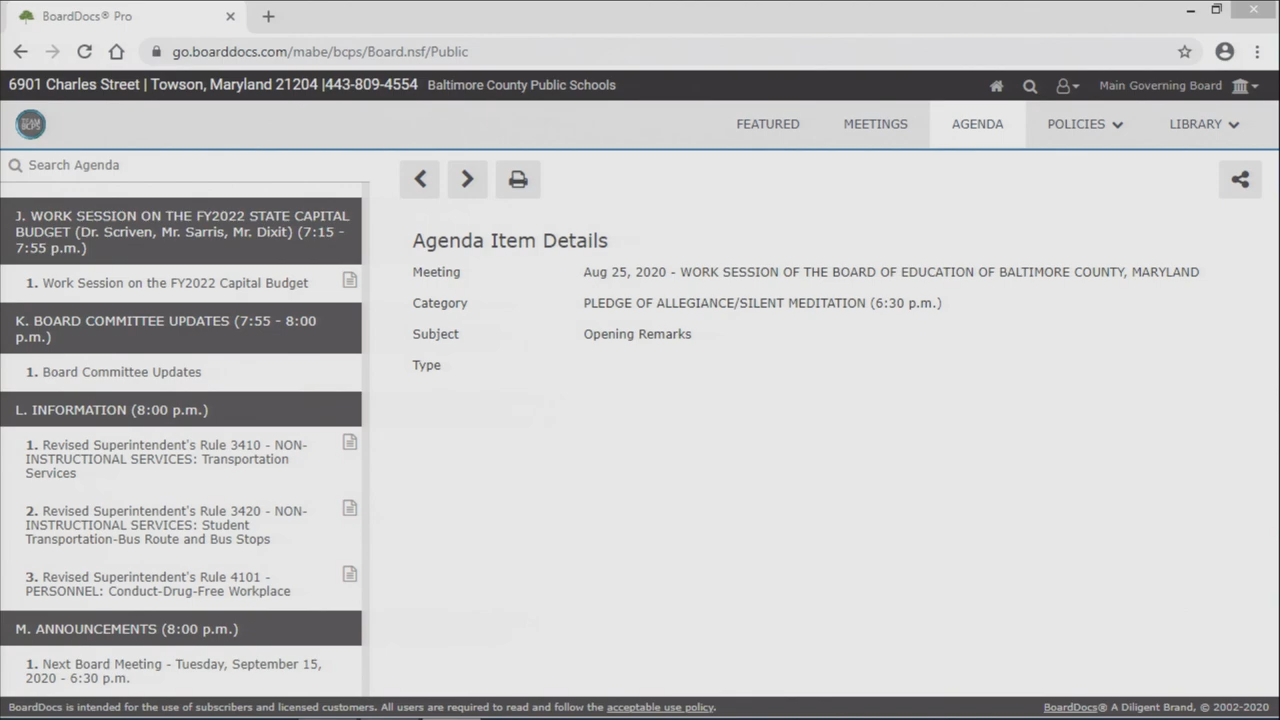 BoardDocs® Pro
go.boarddocs.com/mabe/bcps/Board.nsf/Public
6901 Charles Street | Towson, Maryland 21204 |443-809-4554 Baltimore County Public Schools
Main Governing Board
TEAM
BCPS
FEATURED MEETINGS AGENDA POLICIES LIBRARY
Search Agenda
J. WORK SESSION ON THE FY2022 STATE CAPITAL
BUDGET (Dr. Scriven, Mr. Sarris, Mr. Dixit) (7:15 -
7:55 p.m.)
1. Work Session on the FY2022 Capital Budget
K. BOARD COMMITTEE UPDATES (7:55 - 8:00
p.m.)
1. Board Committee Updates
L. INFORMATION (8:00 p.m.)
1. Revised Superintendent's Rule 3410 - NON-
INSTRUCTIONAL SERVICES: Transportation
Services
2. Revised Superintendent's Rule 3420 - NON-
INSTRUCTIONAL SERVICES: Student
Transportation-Bus Route and Bus Stops
3. Revised Superintendent's Rule 4101 -
PERSONNEL: Conduct-Drug-Free Workplace
M. ANNOUNCEMENTS (8:00 p.m.)
1. Next Board Meeting - Tuesday, September 15,
2020 - 6:30 p.m.
Agenda Item Details
Meeting Aug 25, 2020 - WORK SESSION OF THE BOARD OF EDUCATION OF BALTIMORE COUNTY, MARYLAND
Category PLEDGE OF ALLEGIANCE/SILENT MEDITATION (6:30 p.m.)
Subject Opening Remarks
Type
BoardDocs is intended for the use of subscribers and licensed customers. All users are required to read and follow the acceptable use policy.
BoardDocs® A Diligent Brand, © 2002-2020